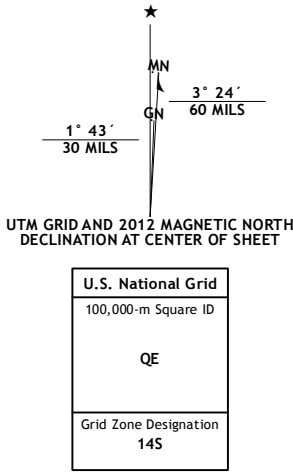 ★
MN
3° 24´
60 MILS
GN
1° 43´
30 MILS
UTM GRID AND 2012 MAGNETIC NORTH
DECLINATION AT CENTER OF SHEET
U.S. National Grid
100,000-m Square ID
QE
Grid Zone Designation
14S